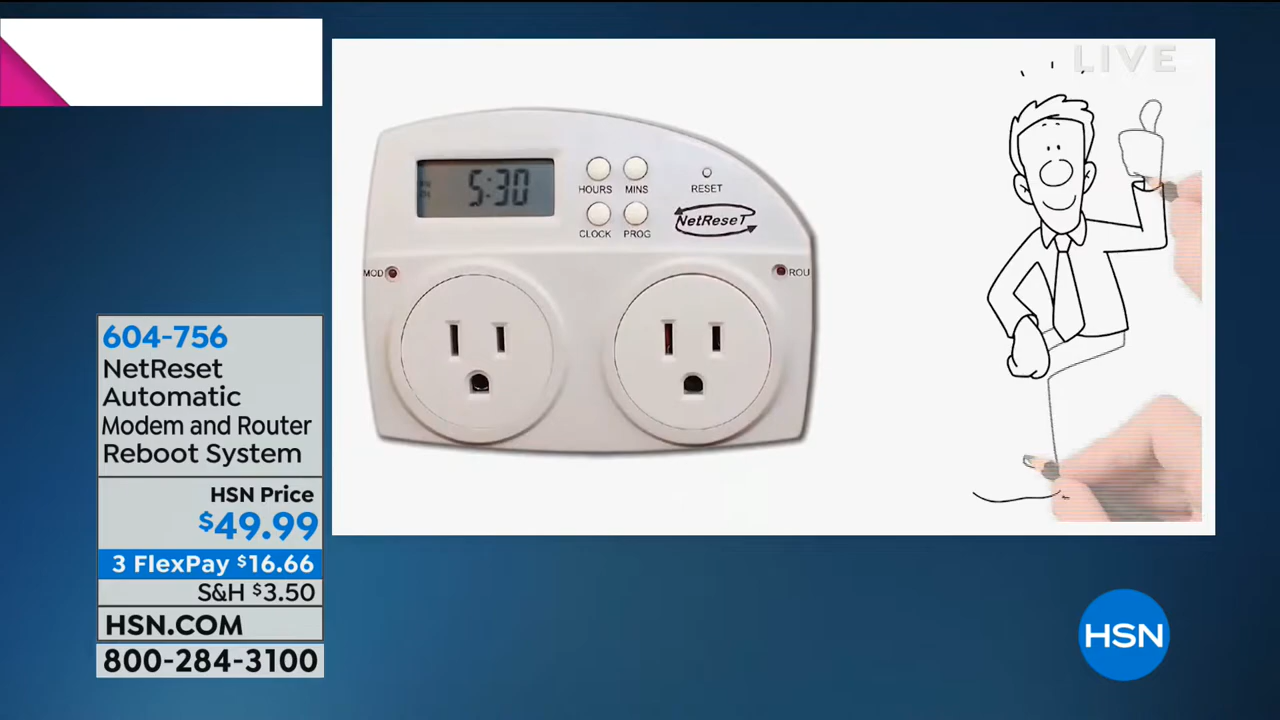 LIVE
5:30
HOURS MINS
RESET
CLOCK PROG
NetReseT
MOD
ROU
604-756
NetReset
Automatic
Modem and Router
Reboot System
HSN Price
$49.99
3 FlexPay $16.66
S&H $3.50
HSN.COM
800-284-3100
HSN